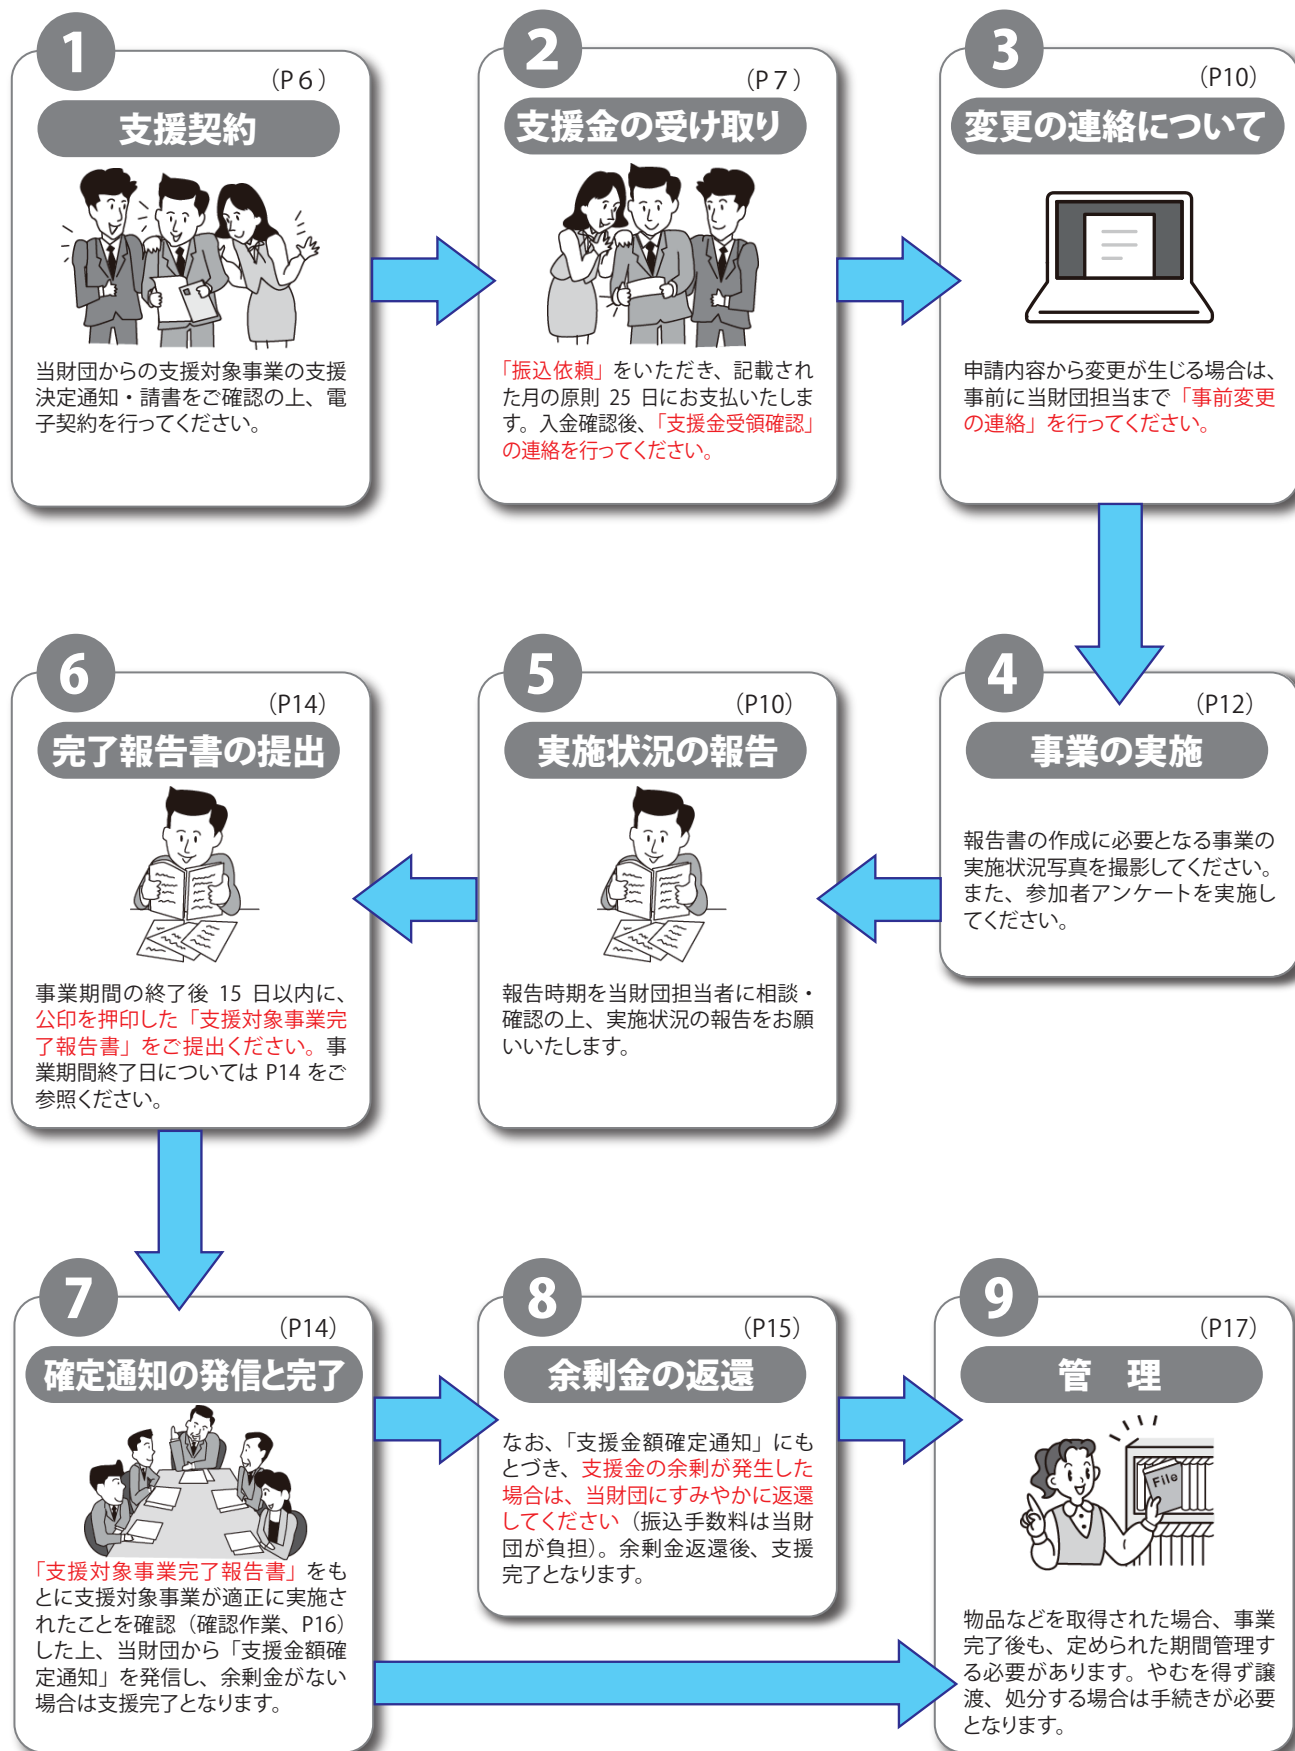 1
（P 6）
支援契約
当財団からの支援対象事業の支援
決定通知・請書をご確認の上、電
子契約を行ってください。
2
（P 7）
支援金の受け取り
「振込依頼」をいただき、記載され
た月の原則 25 日にお支払いたしま
す。入金確認後、「支援金受領確認」
の連絡を行ってください。
3
（P10）
変更の連絡について
申請内容から変更が生じる場合は、
事前に当財団担当まで「事前変更
の連絡」を行ってください。
4
（P12）
事業の実施
報告書の作成に必要となる事業の
実施状況写真を撮影してください。
また、参加者アンケートを実施し
てください。
5
（P10）
実施状況の報告
報告時期を当財団担当者に相談・
確認の上、実施状況の報告をお願
いいたします。
6
（P14）
完了報告書の提出
事業期間の終了後 15 日以内に、
公印を押印した「支援対象事業完
了報告書」をご提出ください。事
業期間終了日については P14 をご
参照ください。
7
（P14）
確定通知の発信と完了
「支援対象事業完了報告書」をも
とに支援対象事業が適正に実施さ
れたことを確認（確認作業、P16）
した上、当財団から「支援金額確
定通知」を発信し、余剰金がない
場合は支援完了となります。
8
（P15）
余剰金の返還
なお、「支援金額確定通知」にも
とづき、支援金の余剰が発生した
場合は、当財団にすみやかに返還
してください（振込手数料は当財
団が負担）。余剰金返還後、支援
完了となります。
9
（P17）
管　理
File
物品などを取得された場合、事業
完了後も、定められた期間管理す
る必要があります。やむを得ず譲
渡、処分する場合は手続きが必要
となります。